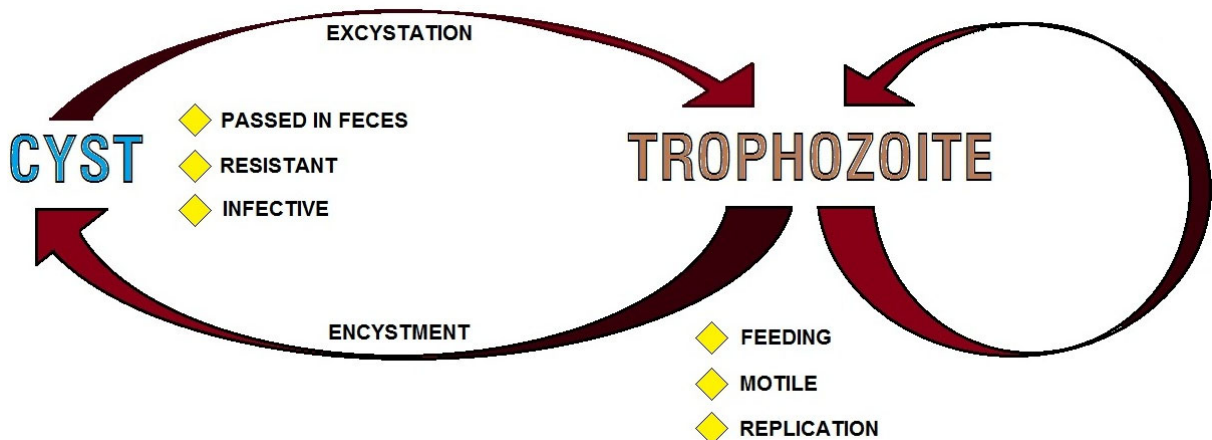 EXCYSTATION
CYST
PASSED IN FECES
RESISTANT
INFECTIVE
TROPHOZOITE
ENCYSTMENT
FEEDING
MOTILE
REPLICATION